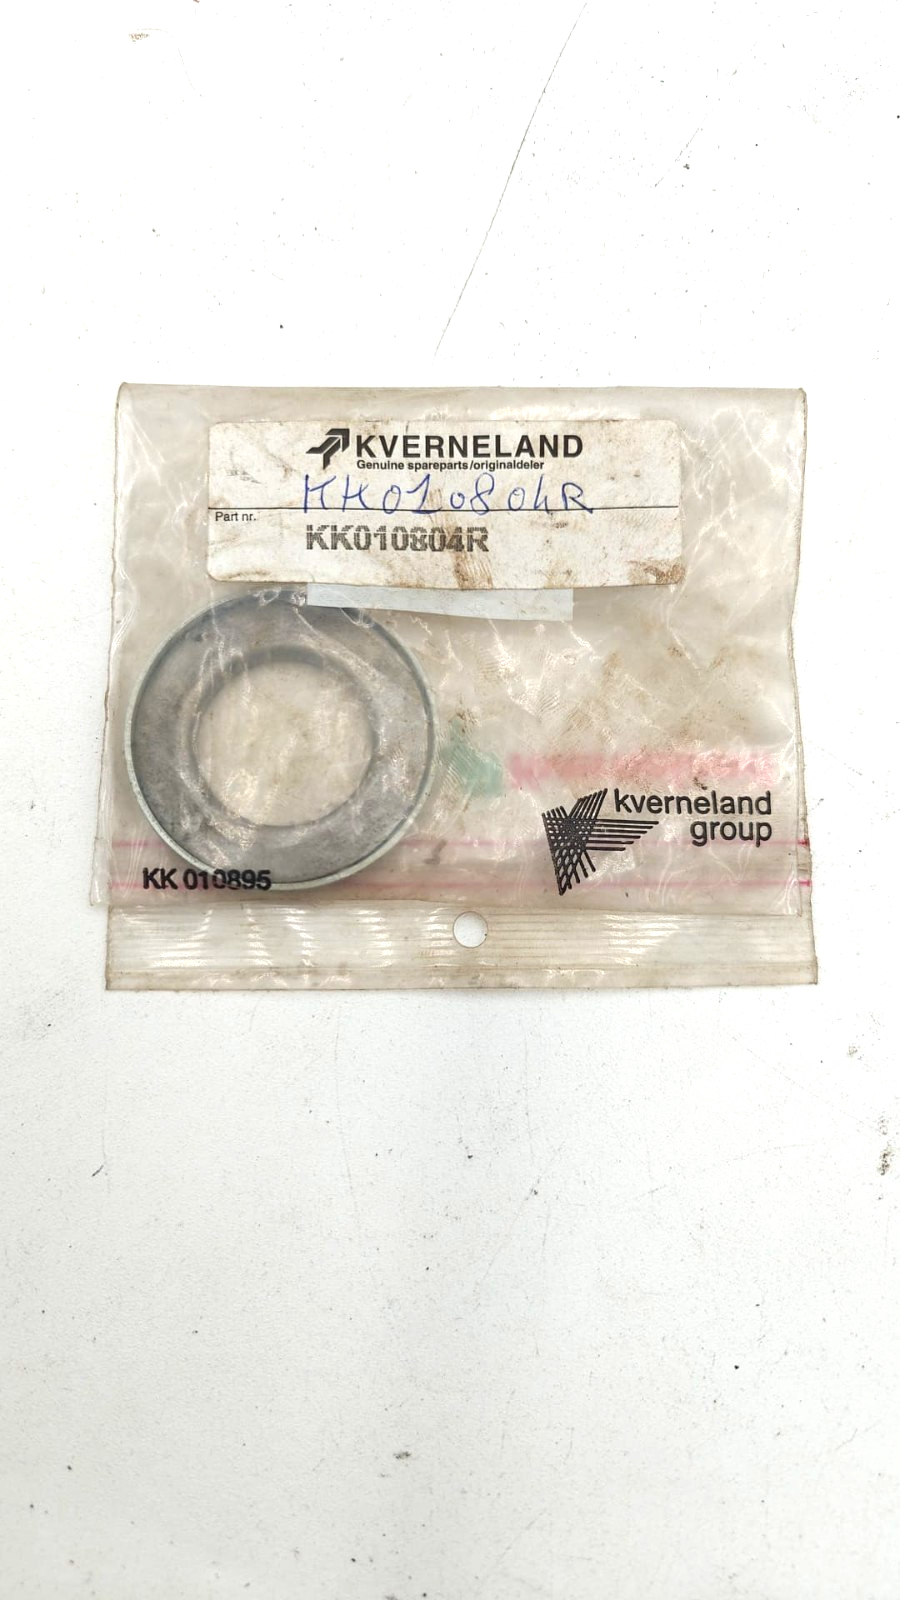 KVERNELAND
Genuine spareparts/originaldeler
KK010804R
Part nr.
KK010804R
kverneland
group
KK 010895